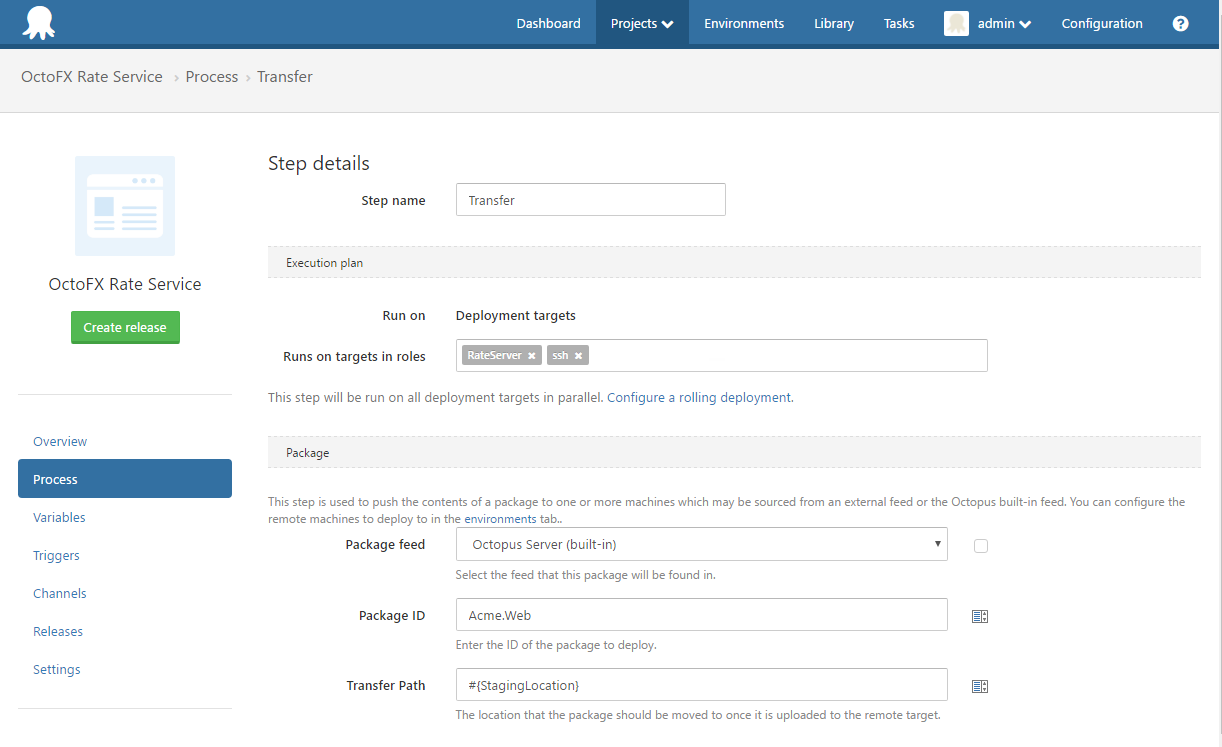 Dashboard Projects Environments Library Tasks admin Configuration ?
OctoFX Rate Service › Process › Transfer
OctoFX Rate Service
Create release
Overview
Process
Variables
Triggers
Channels
Releases
Settings
Step details
Step name Transfer
Execution plan
Run on Deployment targets
Runs on targets in roles RateServer × ssh ×
This step will be run on all deployment targets in parallel. Configure a rolling deployment.
Package
This step is used to push the contents of a package to one or more machines which may be sourced from an external feed or the Octopus built-in feed. You can configure the
remote machines to deploy to in the environments tab..
Package feed Octopus Server (built-in)
Select the feed that this package will be found in.
Package ID Acme.Web
Enter the ID of the package to deploy.
Transfer Path #{StagingLocation}
The location that the package should be moved to once it is uploaded to the remote target.